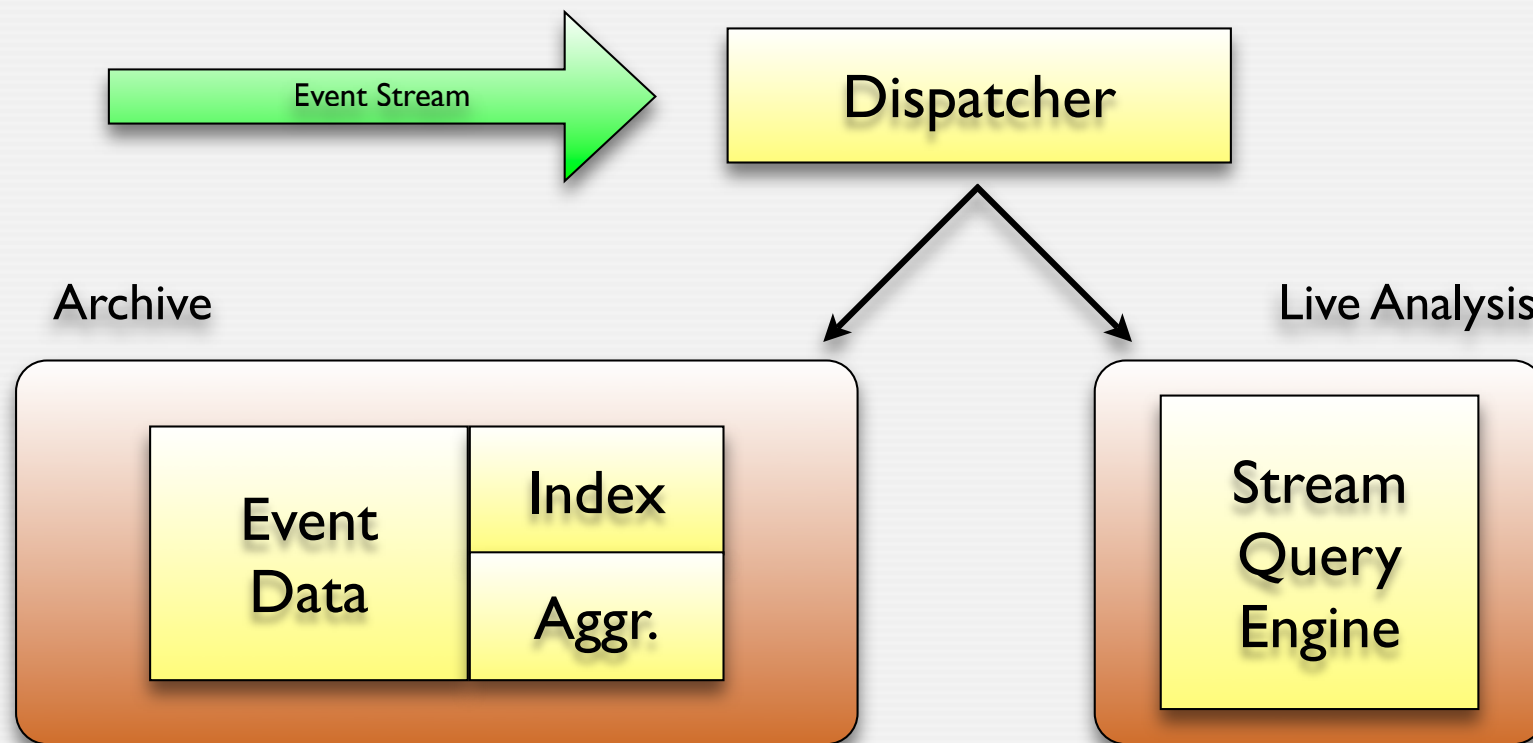 Event Stream
Dispatcher
Archive
Live Analysis
Event
Data
Index
Aggr.
Stream
Query
Engine